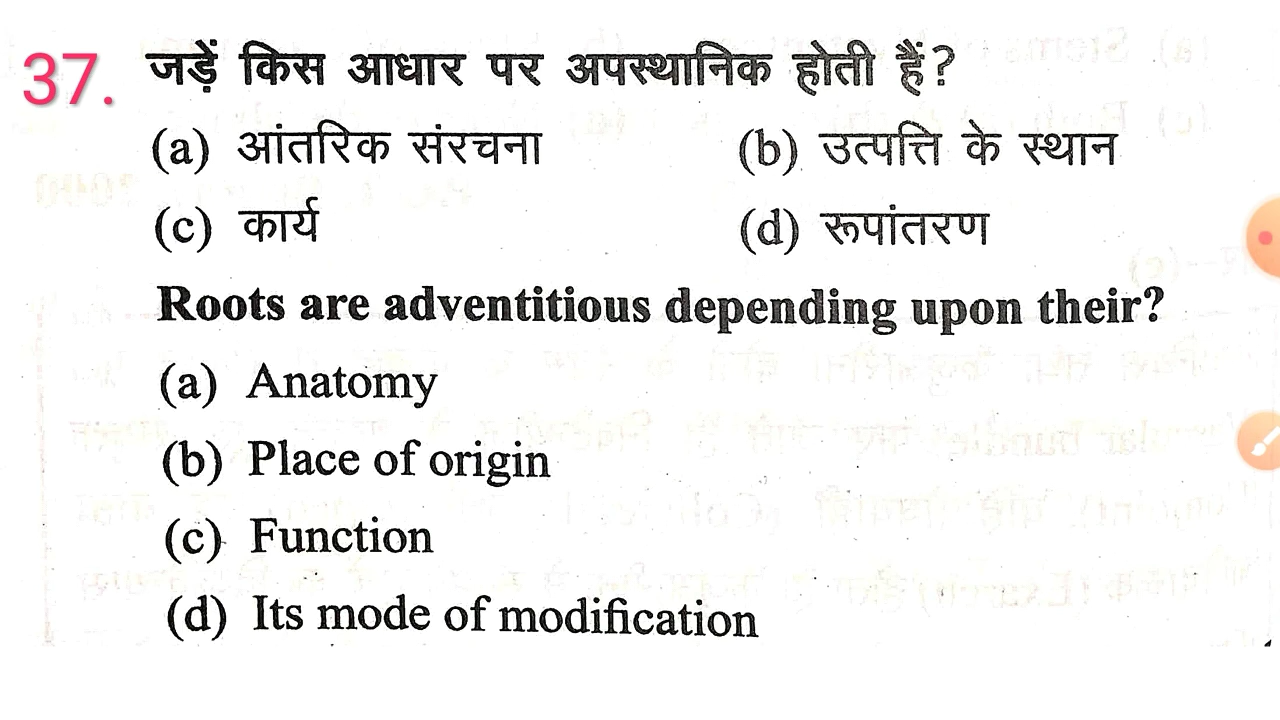 37. जड़ें किस आधार पर अपस्थानिक होती हैं?
(a) आंतरिक संरचना (b) उत्पत्ति के स्थान
(c) कार्य (d) रूपांतरण
Roots are adventitious depending upon their?
(a) Anatomy
(b) Place of origin
(c) Function
(d) Its mode of modification